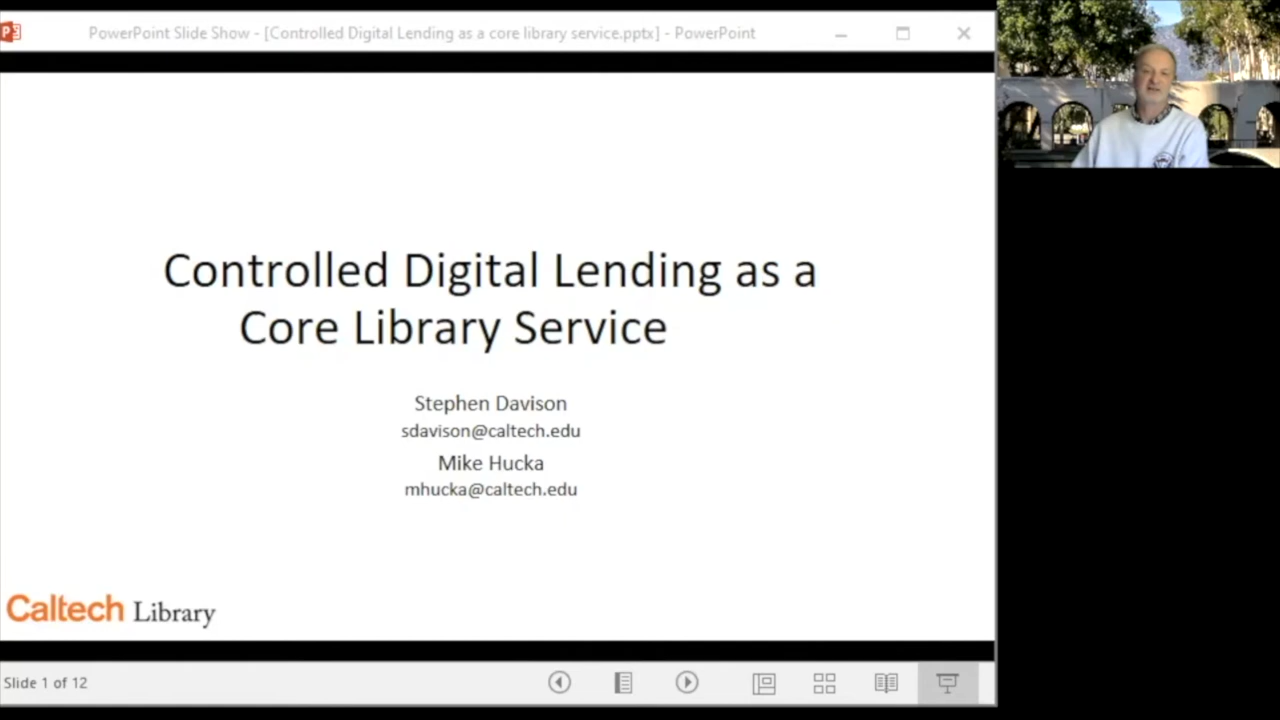 PowerPoint Slide Show - [Controlled Digital Lending as a core library service.pptx] - PowerPoint
Controlled Digital Lending as a
Core Library Service
Stephen Davison
sdavison@caltech.edu
Mike Hucka
mhucka@caltech.edu
Caltech Library
Slide 1 of 12